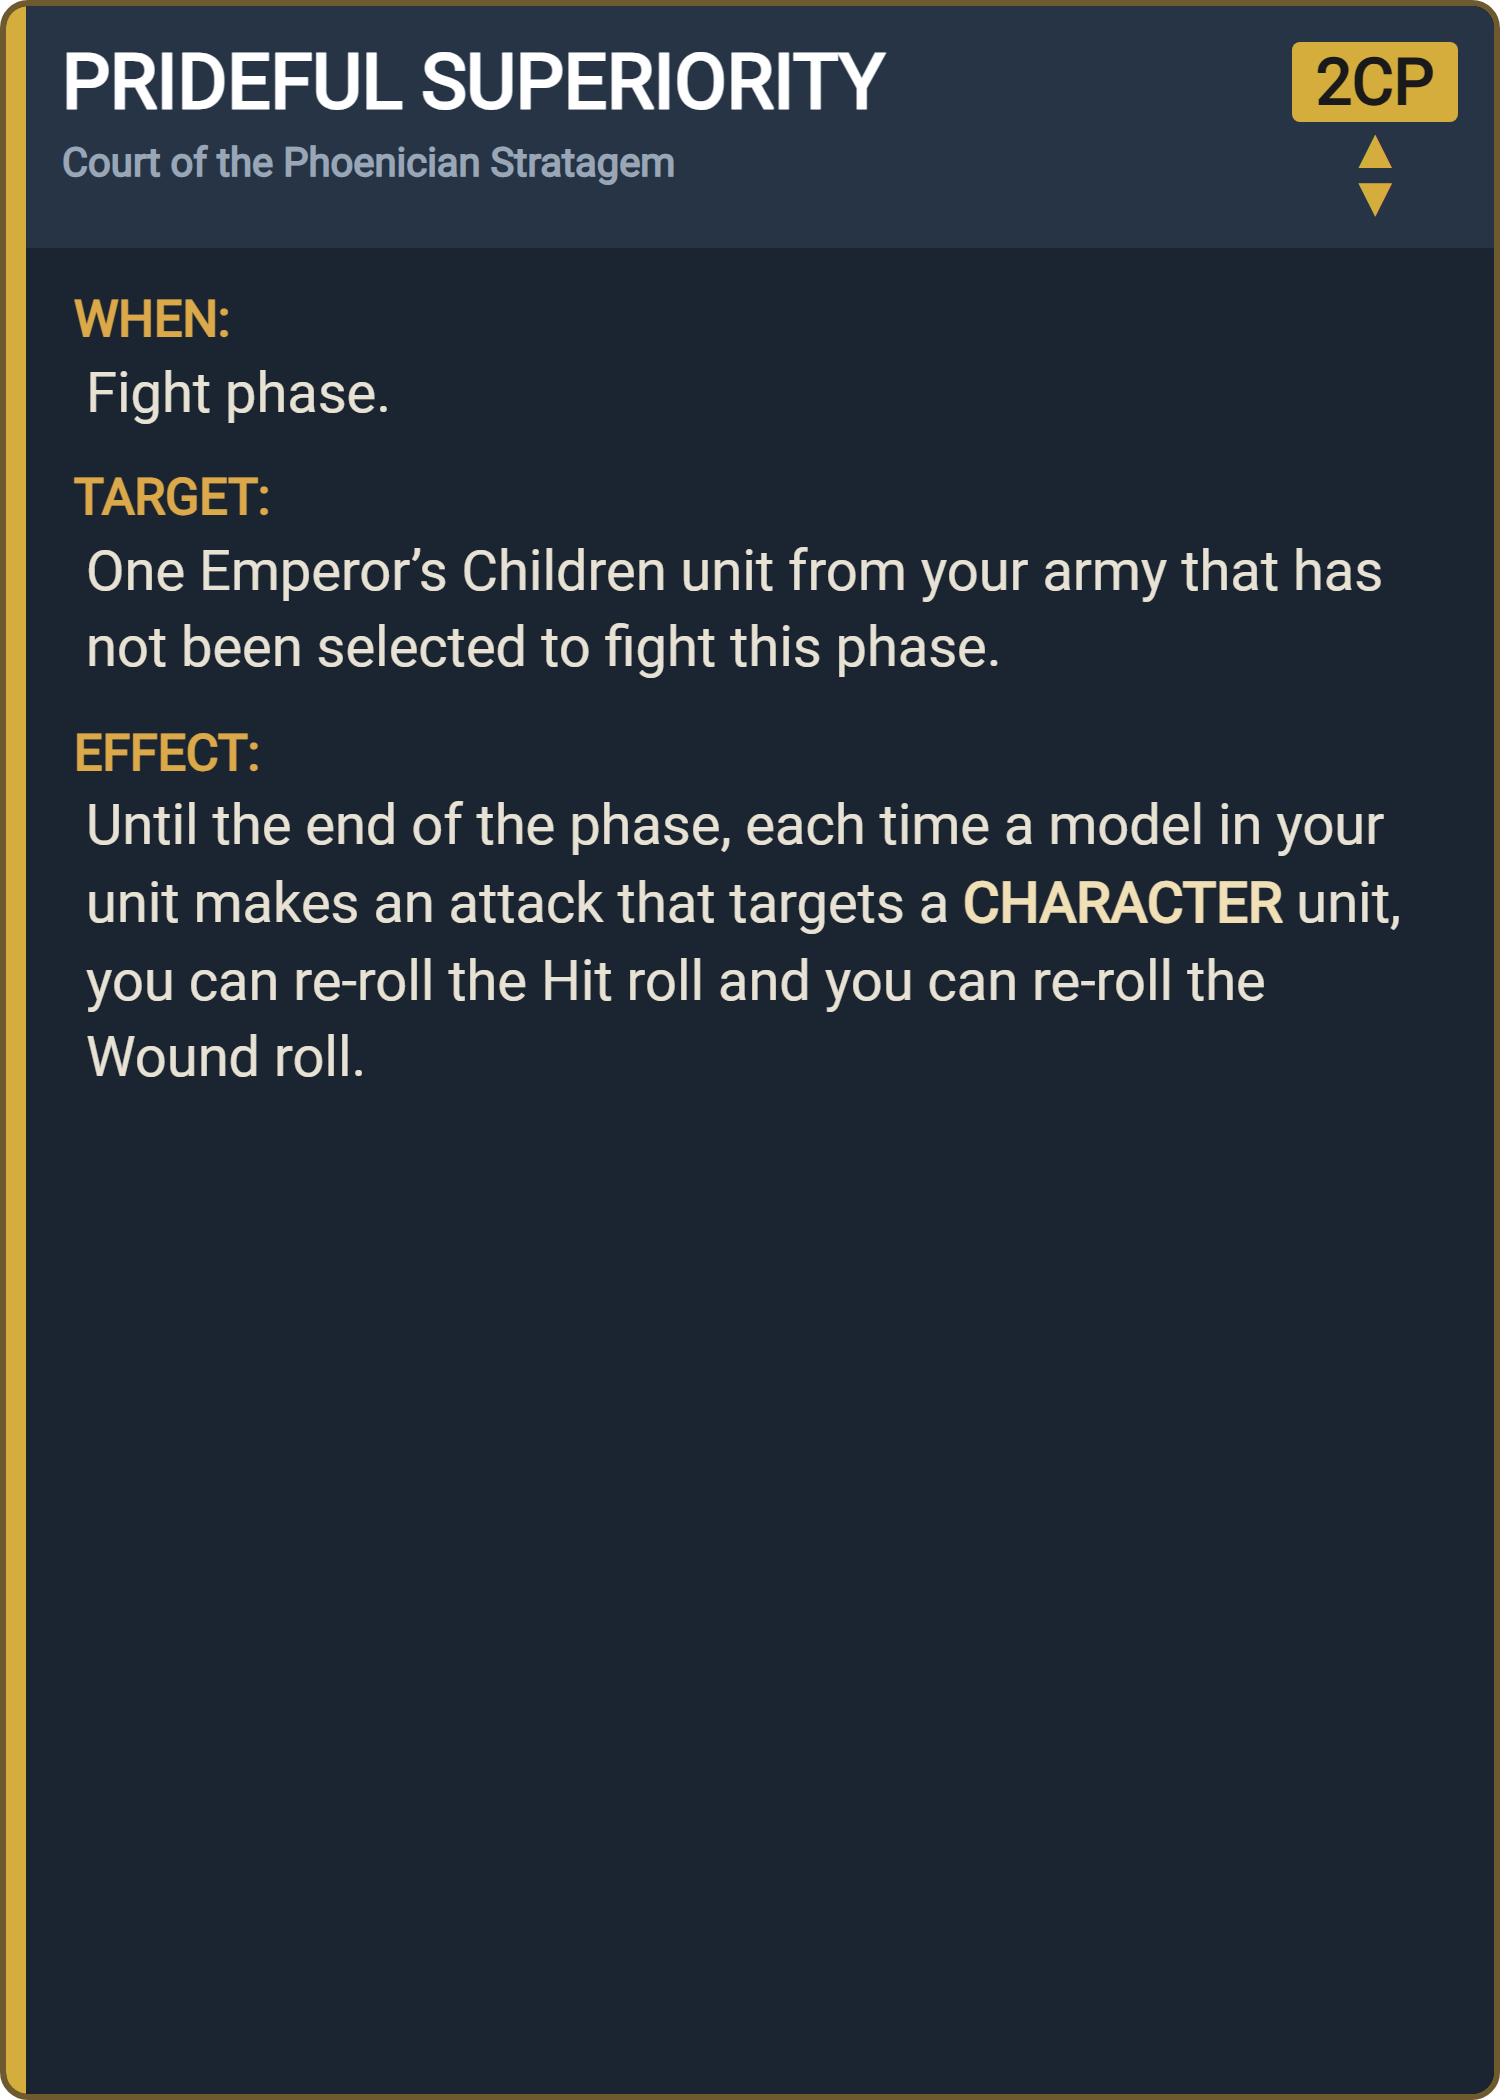 PRIDEFUL SUPERIORITY
Court of the Phoenician Stratagem
2CP
WHEN:
Fight phase.
TARGET:
One Emperor’s Children unit from your army that has
not been selected to fight this phase.
EFFECT:
Until the end of the phase, each time a model in your
unit makes an attack that targets a CHARACTER unit,
you can re-roll the Hit roll and you can re-roll the
Wound roll.